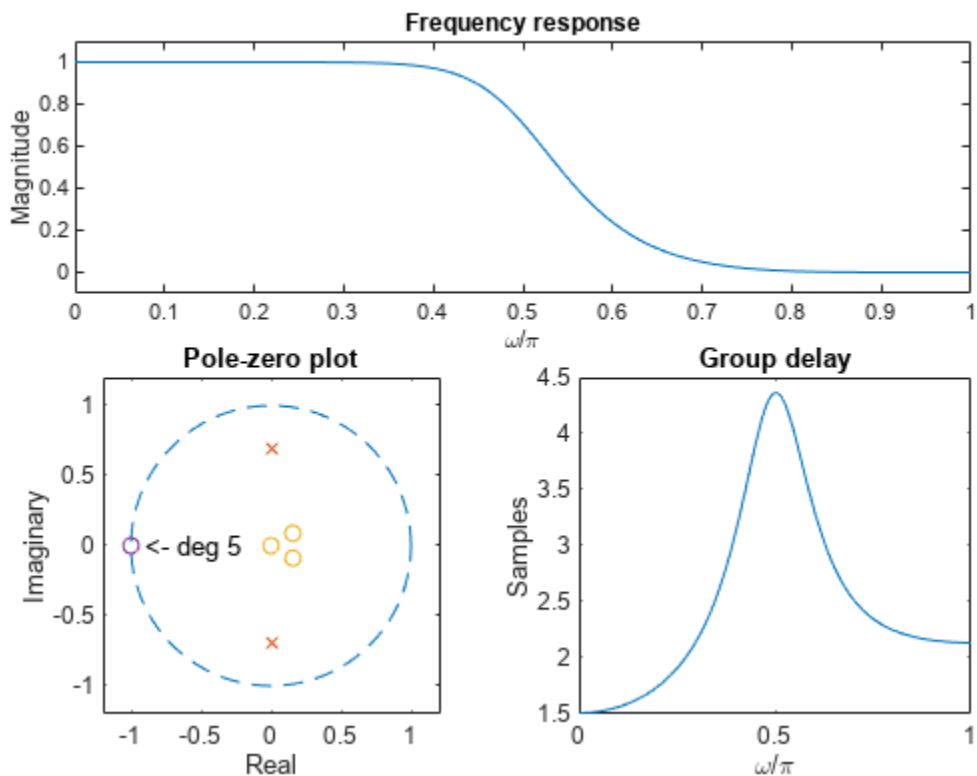 Frequency response
Magnitude
1
0.8
0.6
0.4
0.2
0
0 0.1 0.2 0.3 0.4 0.5 0.6 0.7 0.8 0.9 1
ω/π
Pole-zero plot
Imaginary
1
0.5
0
-0.5
-1
<- deg 5
-1 -0.5 0 0.5 1
Real
Group delay
Samples
4.5
4
3.5
3
2.5
2
1.5
0 0.5 1
ω/π